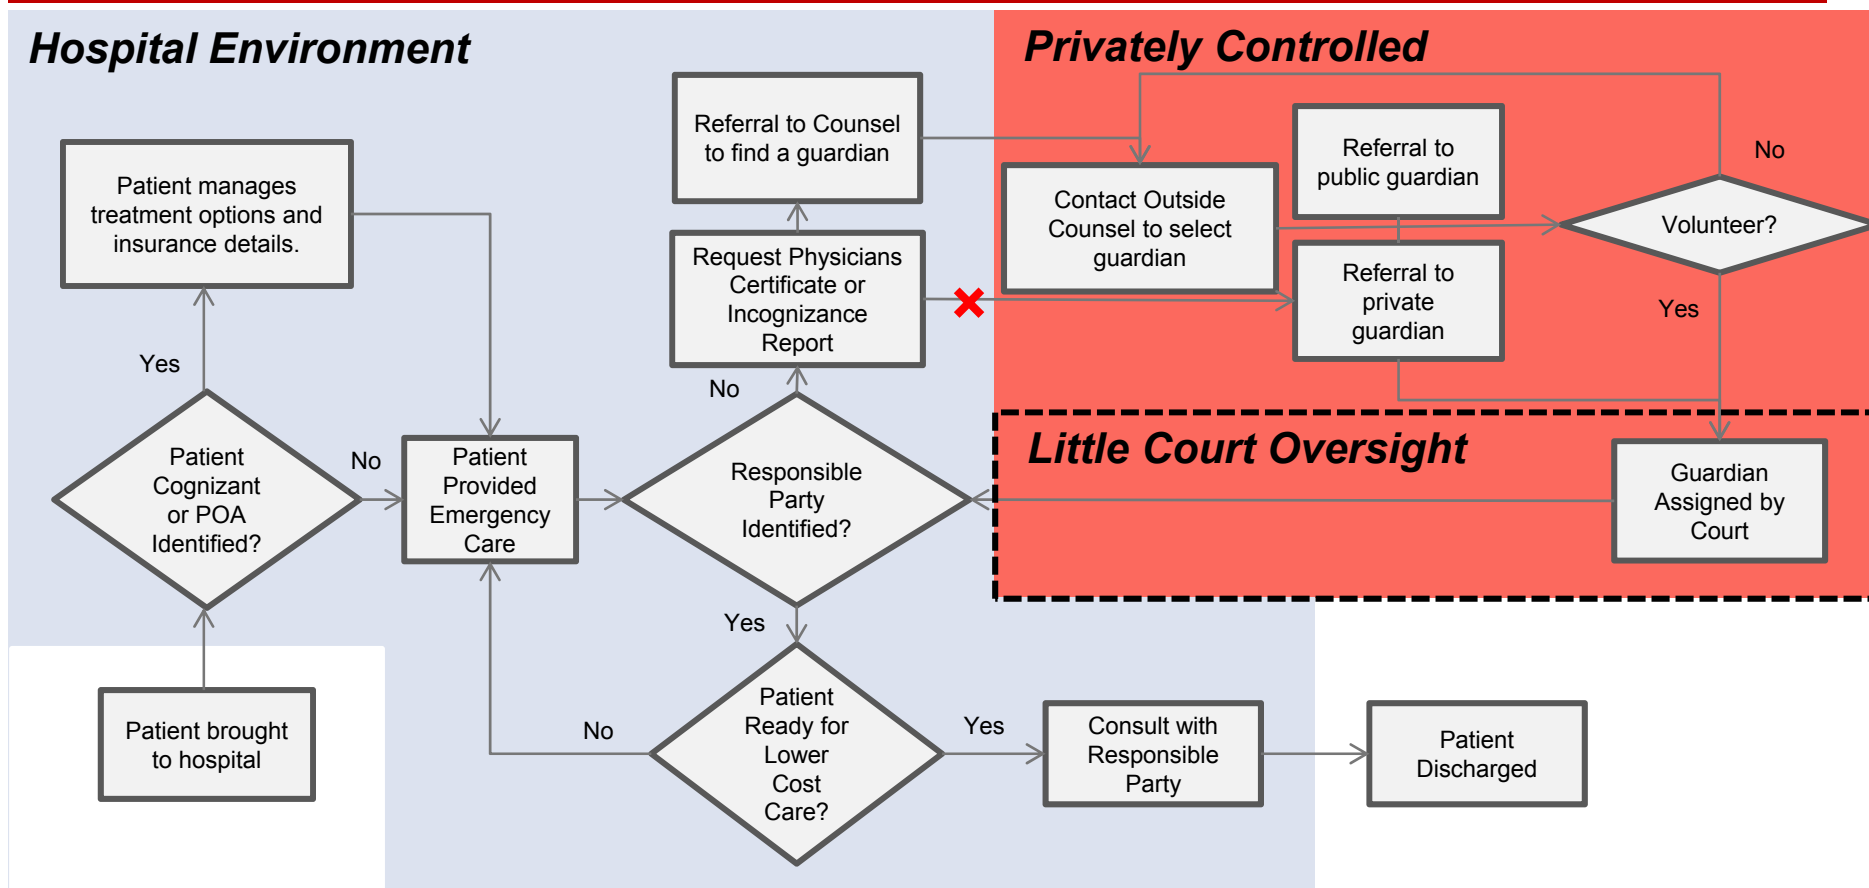 Hospital Environment
Privately Controlled
Referral to Counsel
to find a guardian
Referral to
public guardian
No
Patient manages
treatment options and
insurance details.
Contact Outside
Counsel to select
guardian
Volunteer?
Request Physicians
Certificate or
Incognizance
Report
Referral to
private
guardian
Yes
Yes
No
Little Court Oversight
Patient
Cognizant
or POA
Identified?
No
Patient
Provided
Emergency
Care
Responsible
Party
Identified?
Guardian
Assigned by
Court
Yes
Patient brought
to hospital
No
Patient
Ready for
Lower
Cost
Care?
Yes
Consult with
Responsible
Party
Patient
Discharged